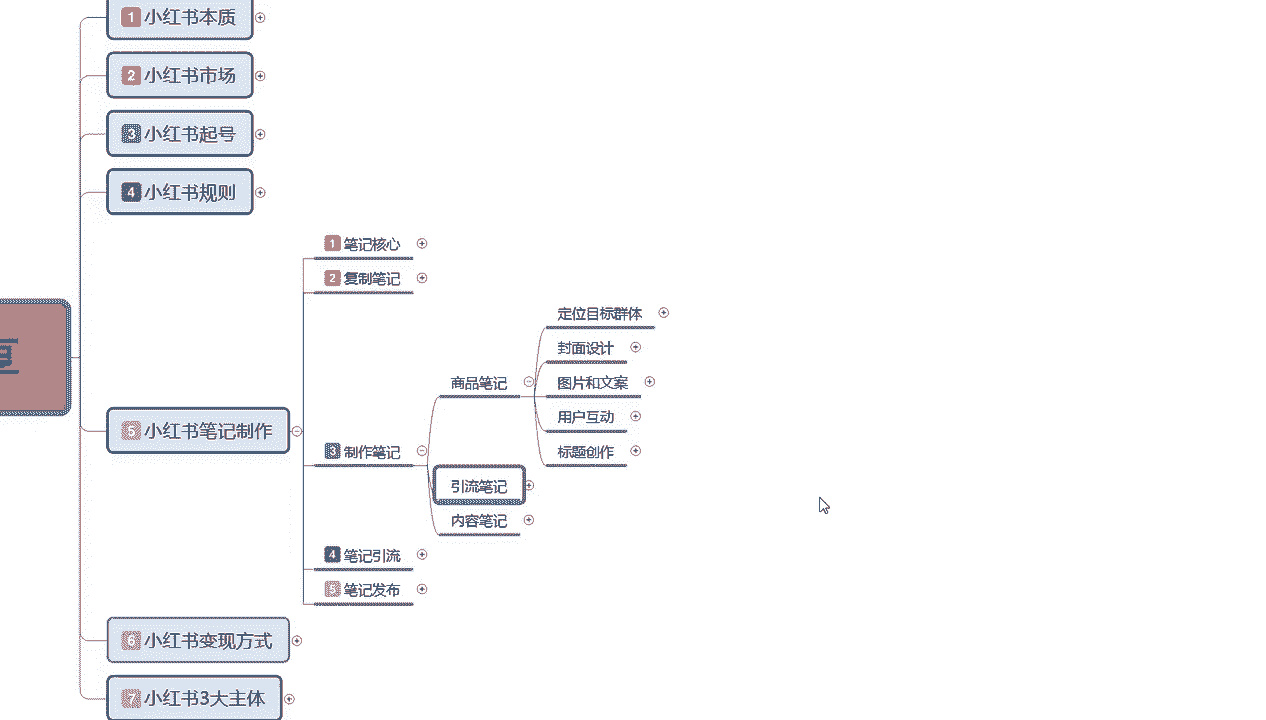 1 小红书本质
2 小红书市场
3 小红书起号
4 小红书规则
5 小红书笔记制作
1 笔记核心
2 复制笔记
3 制作笔记
商品笔记
定位目标群体
封面设计
图片和文案
用户互动
标题创作
引流笔记
内容笔记
4 笔记引流
5 笔记发布
6 小红书变现方式
7 小红书3大主体